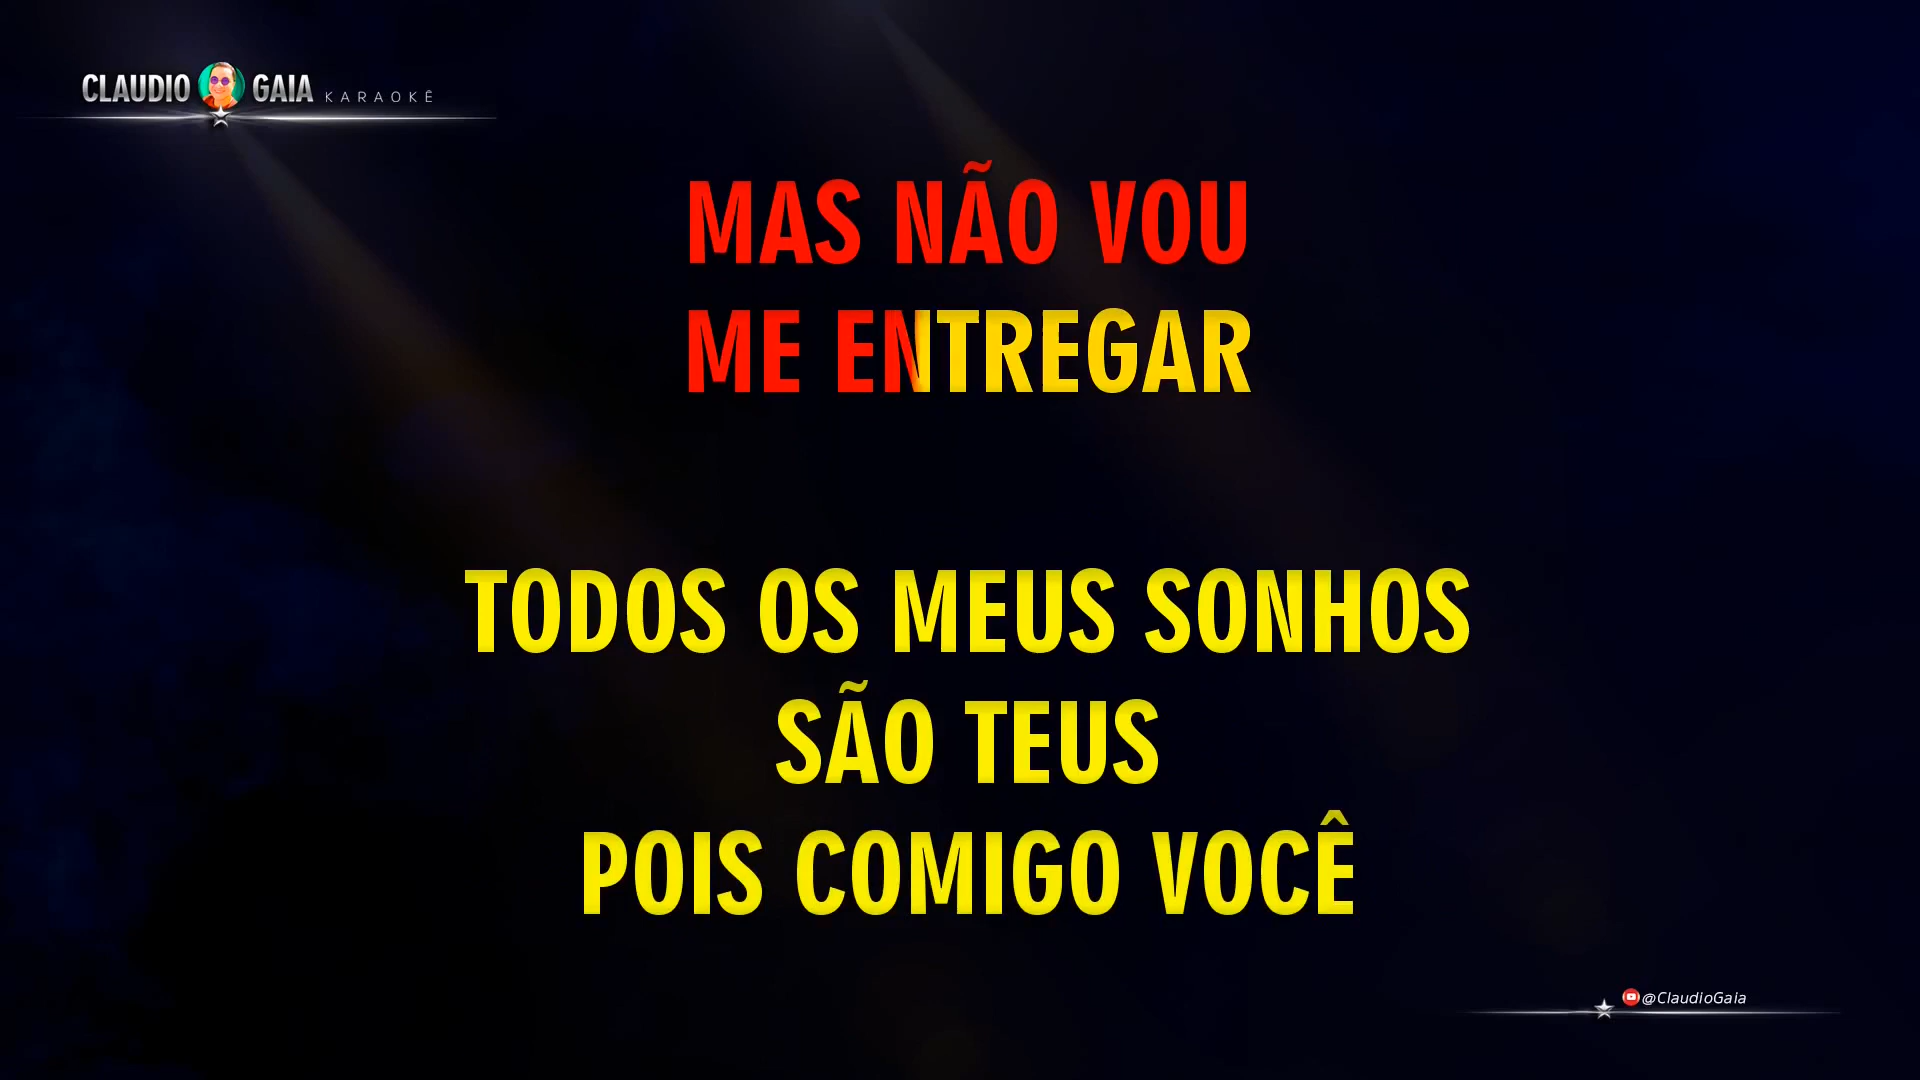 CLAUDIO GAIA KARAOKÊ
MAS NÃO VOU
ME ENTREGAR
TODOS OS MEUS SONHOS
SÃO TEUS
POIS COMIGO VOCÊ
@ClaudioGaia